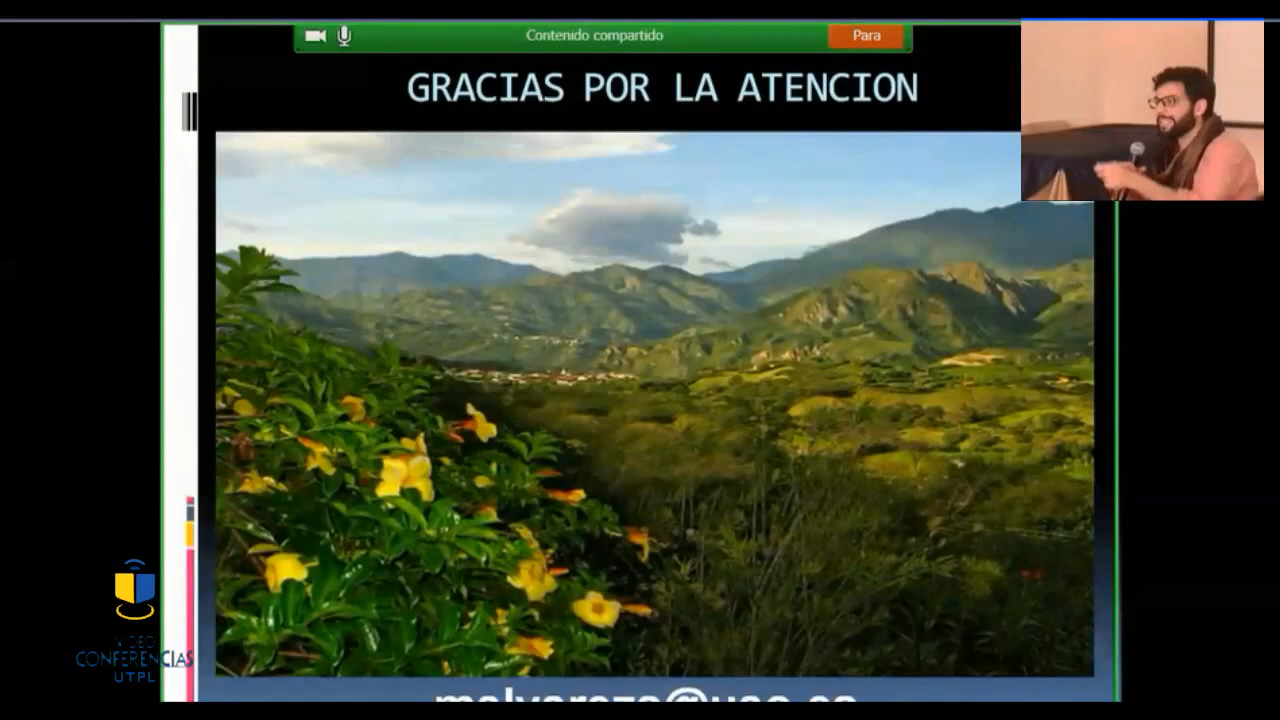 Contenido compartido
Para
GRACIAS POR LA ATENCION
VIDEO
CONFERENCIAS
UTPL